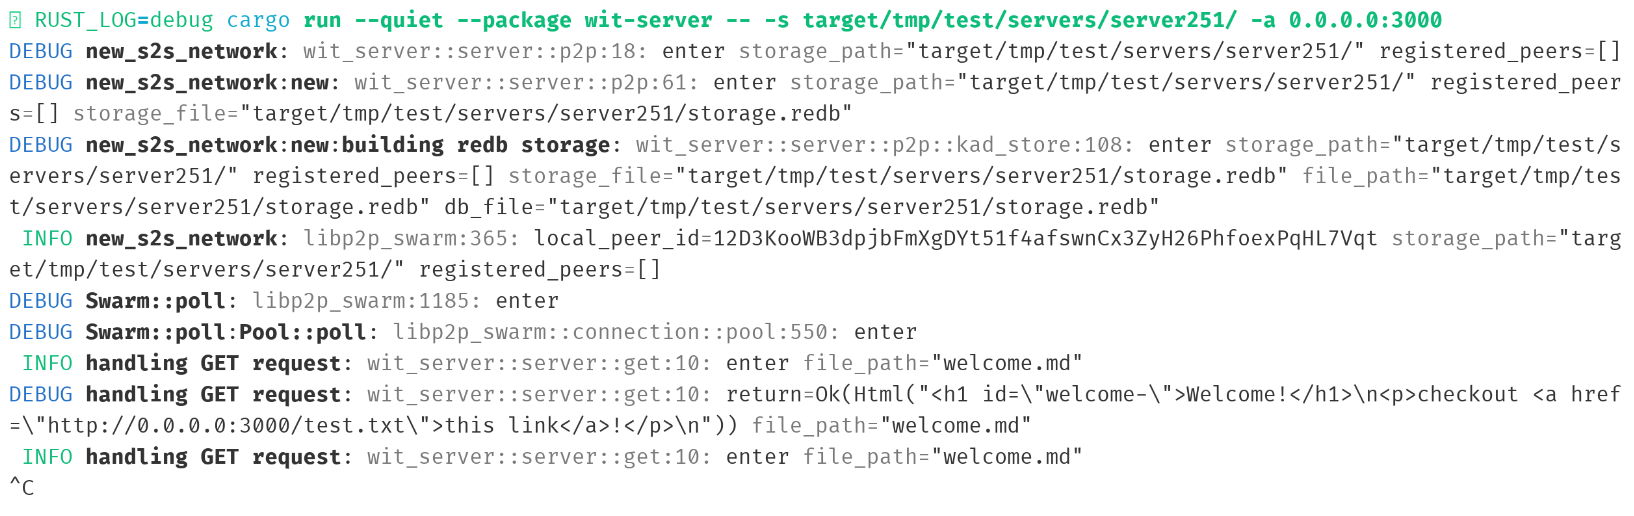 RUST_LOG=debug cargo run --quiet --package wit-server -- -s target/tmp/test/servers/server251/ -a 0.0.0.0:3000
DEBUG new_s2s_network: wit_server::server::p2p:18: enter storage_path="target/tmp/test/servers/server251/" registered_peers=[]
DEBUG new_s2s_network:new: wit_server::server::p2p:61: enter storage_path="target/tmp/test/servers/server251/" registered_peer
s=[] storage_file="target/tmp/test/servers/server251/storage.redb"
DEBUG new_s2s_network:new:building redb storage: wit_server::server::p2p::kad_store:108: enter storage_path="target/tmp/test/s
ervers/server251/" registered_peers=[] storage_file="target/tmp/test/servers/server251/storage.redb" file_path="target/tmp/tes
t/servers/server251/storage.redb" db_file="target/tmp/test/servers/server251/storage.redb"
INFO new_s2s_network: libp2p_swarm:365: local_peer_id=12D3KooWB3dpjbFmXgDYt51f4afswnCx3ZyH26PhfoexPqHL7Vqt storage_path="targ
et/tmp/test/servers/server251/" registered_peers=[]
DEBUG Swarm::poll: libp2p_swarm:1185: enter
DEBUG Swarm::poll:Pool::poll: libp2p_swarm::connection::pool:550: enter
INFO handling GET request: wit_server::server::get:10: enter file_path="welcome.md"
DEBUG handling GET request: wit_server::server::get:10: return=Ok(Html("<h1 id=\"welcome-\">Welcome!</h1>\n<p>checkout <a href
=\"http://0.0.0.0:3000/test.txt\">this link</a>!</p>\n")) file_path="welcome.md"
INFO handling GET request: wit_server::server::get:10: enter file_path="welcome.md"
^C